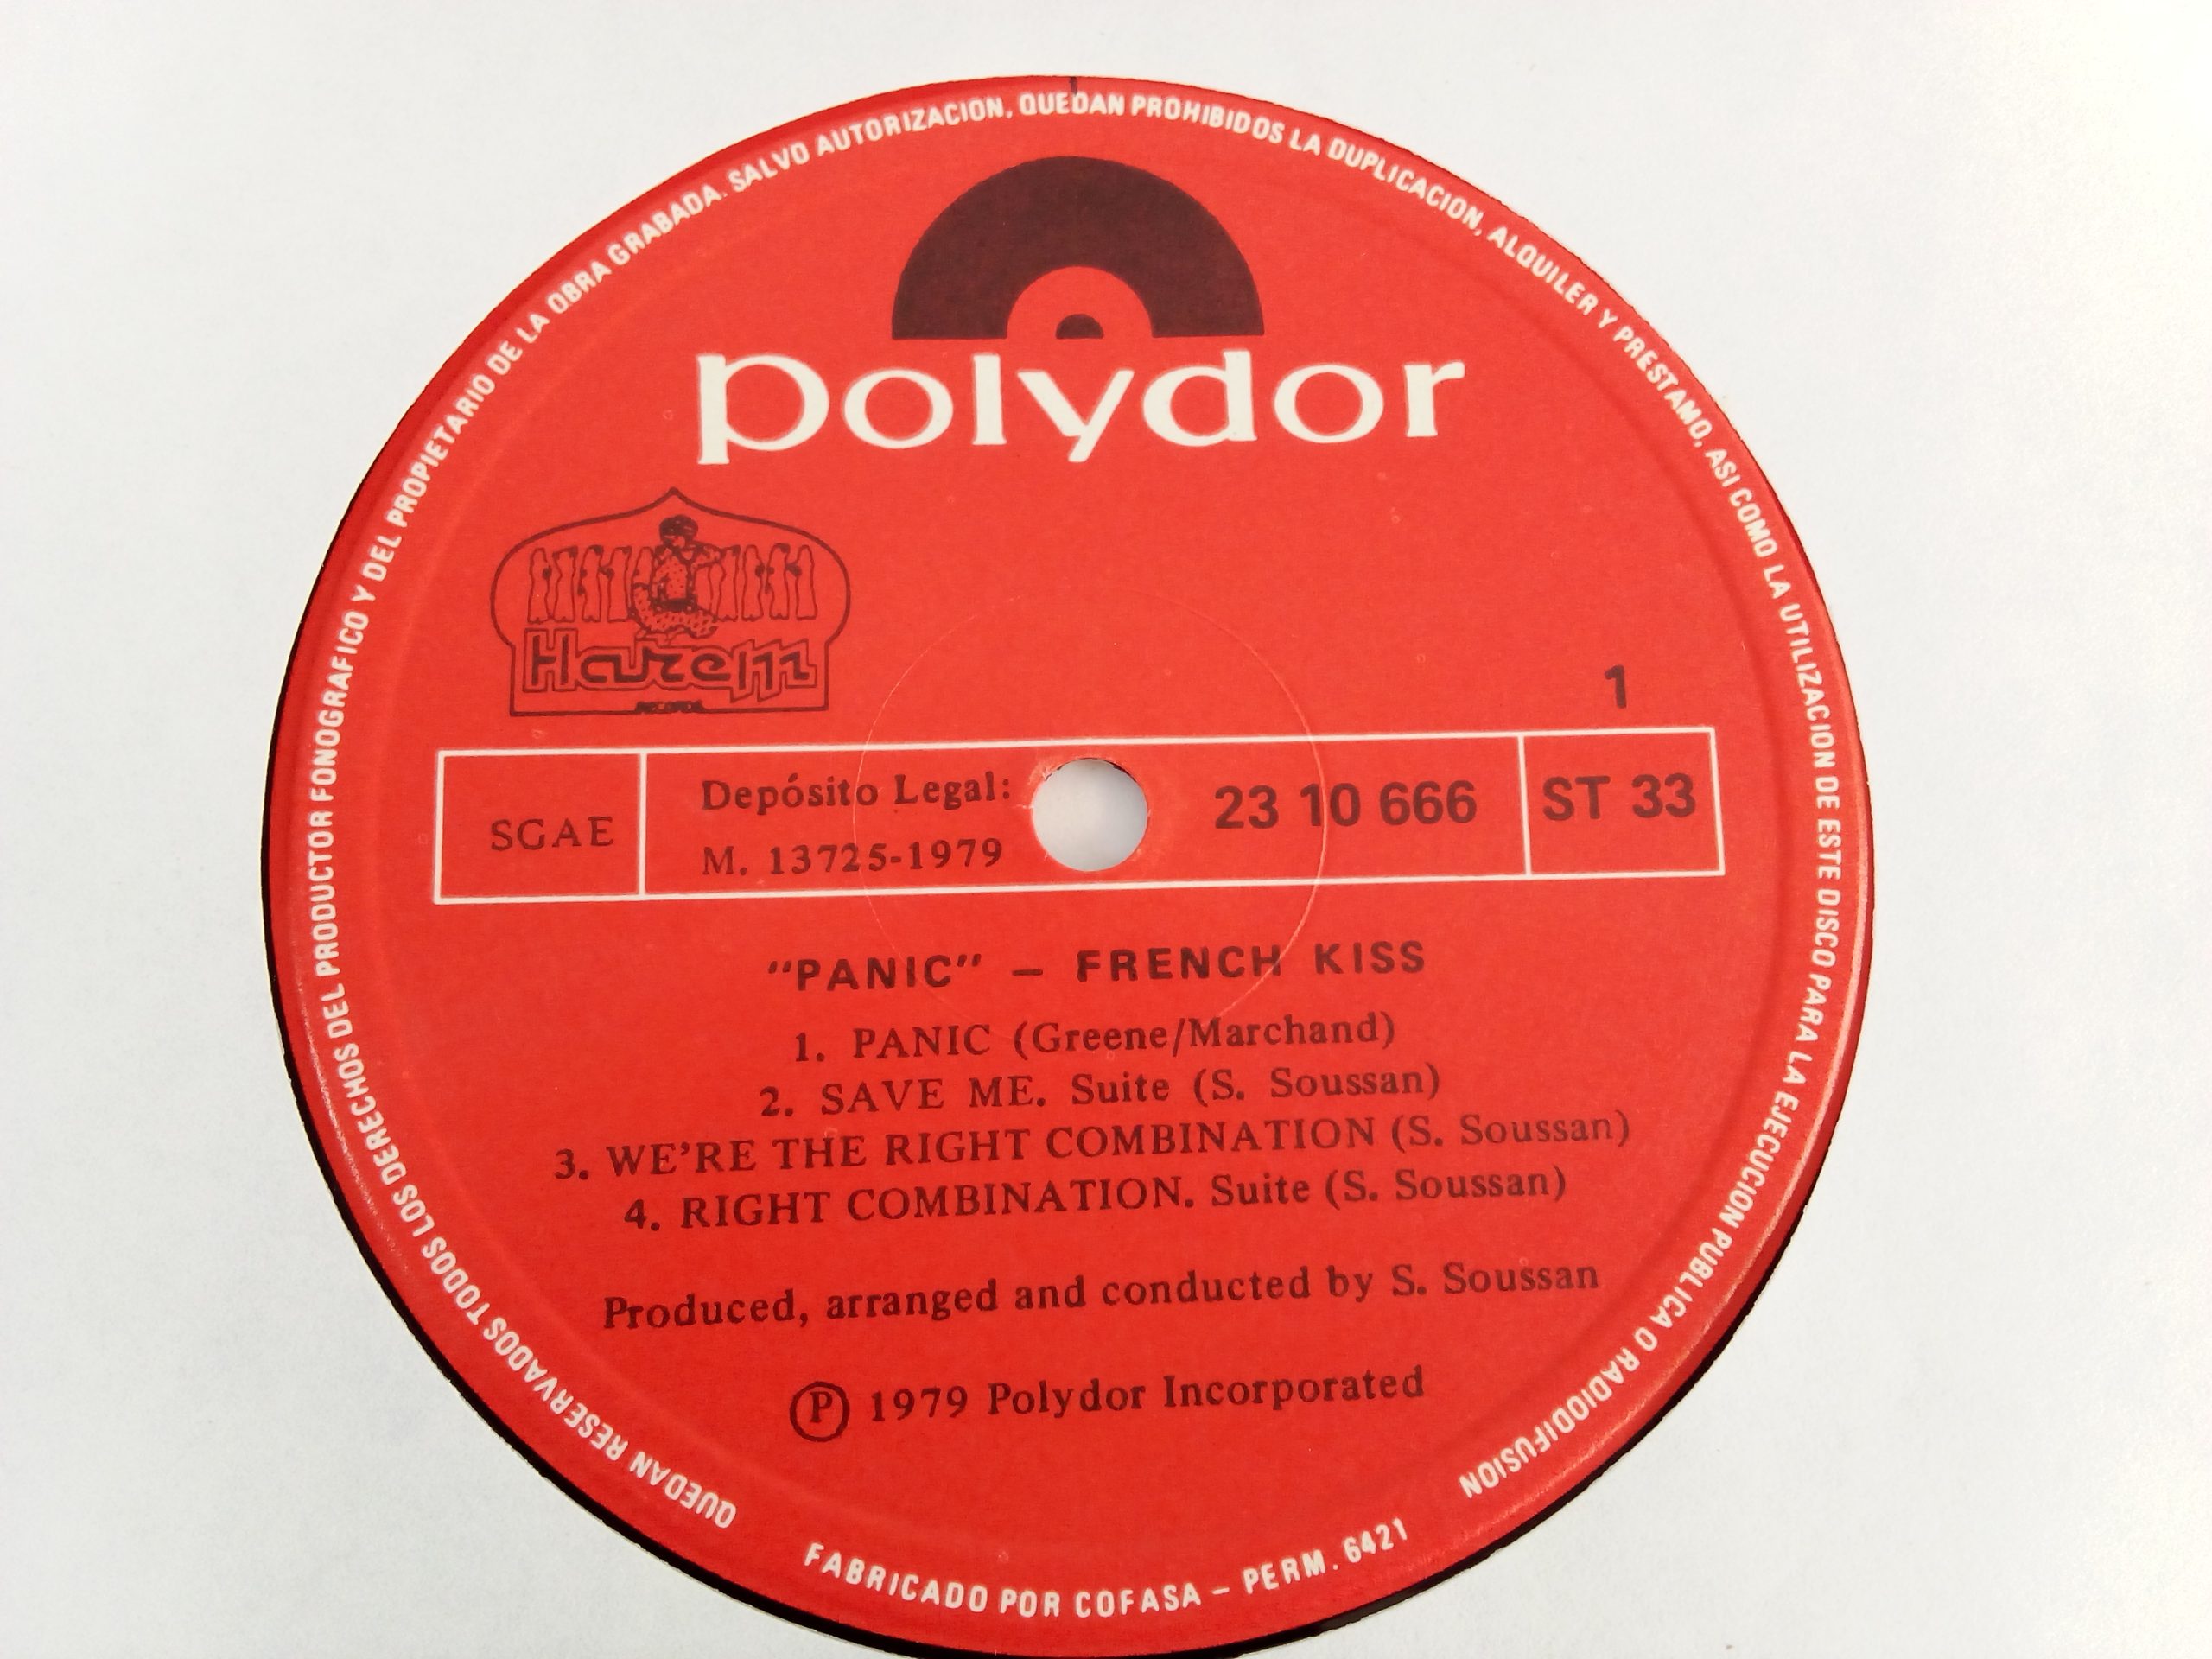 QUEDAN RESERVADOS TODOS LOS DERECHOS DEL PRODUCTOR FONOGRAFICO Y DEL PROPIETARIO DE LA OBRA GRABADA. SALVO AUTORIZACION, QUEDAN PROHIBIDOS LA DUPLICACION, ALQUILER Y PRESTAMO, ASI COMO LA UTILIZACION DE ESTE DISCO PARA LA EJECUCION PUBLICA O RADIODIFUSION
polydor
Harem
RECORDS
1
SGAE
Depósito Legal:
M. 13725-1979
23 10 666
ST 33
"PANIC" – FRENCH KISS
1. PANIC (Greene/Marchand)
2. SAVE ME. Suite (S. Soussan)
3. WE'RE THE RIGHT COMBINATION (S. Soussan)
4. RIGHT COMBINATION. Suite (S. Soussan)
Produced, arranged and conducted by S. Soussan
Ⓟ 1979 Polydor Incorporated
FABRICADO POR COFASA – PERM. 6421